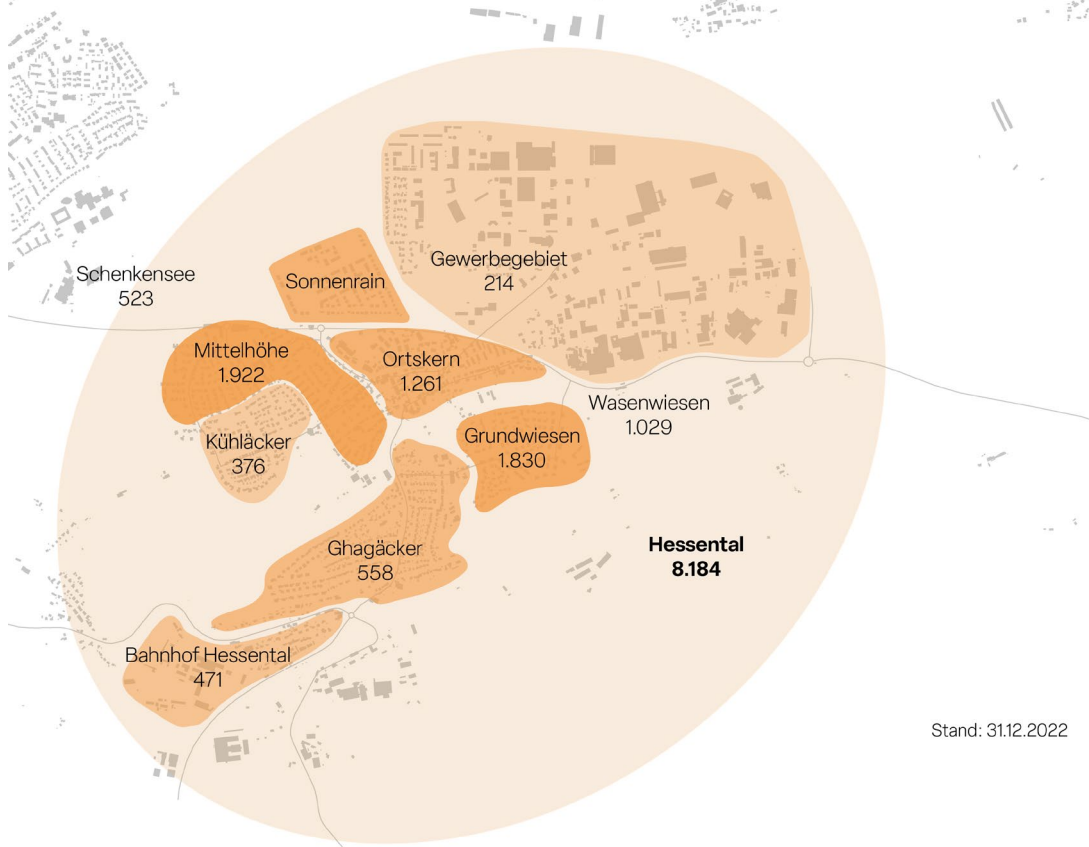 Gewerbegebiet
214
Schenkensee
523
Sonnenrain
Mittelhöhe
1.922
Ortskern
1.261
Wasenwiesen
1.029
Kühläcker
376
Grundwiesen
1.830
Ghagäcker
558
Hessental
8.184
Bahnhof Hessental
471
Stand: 31.12.2022